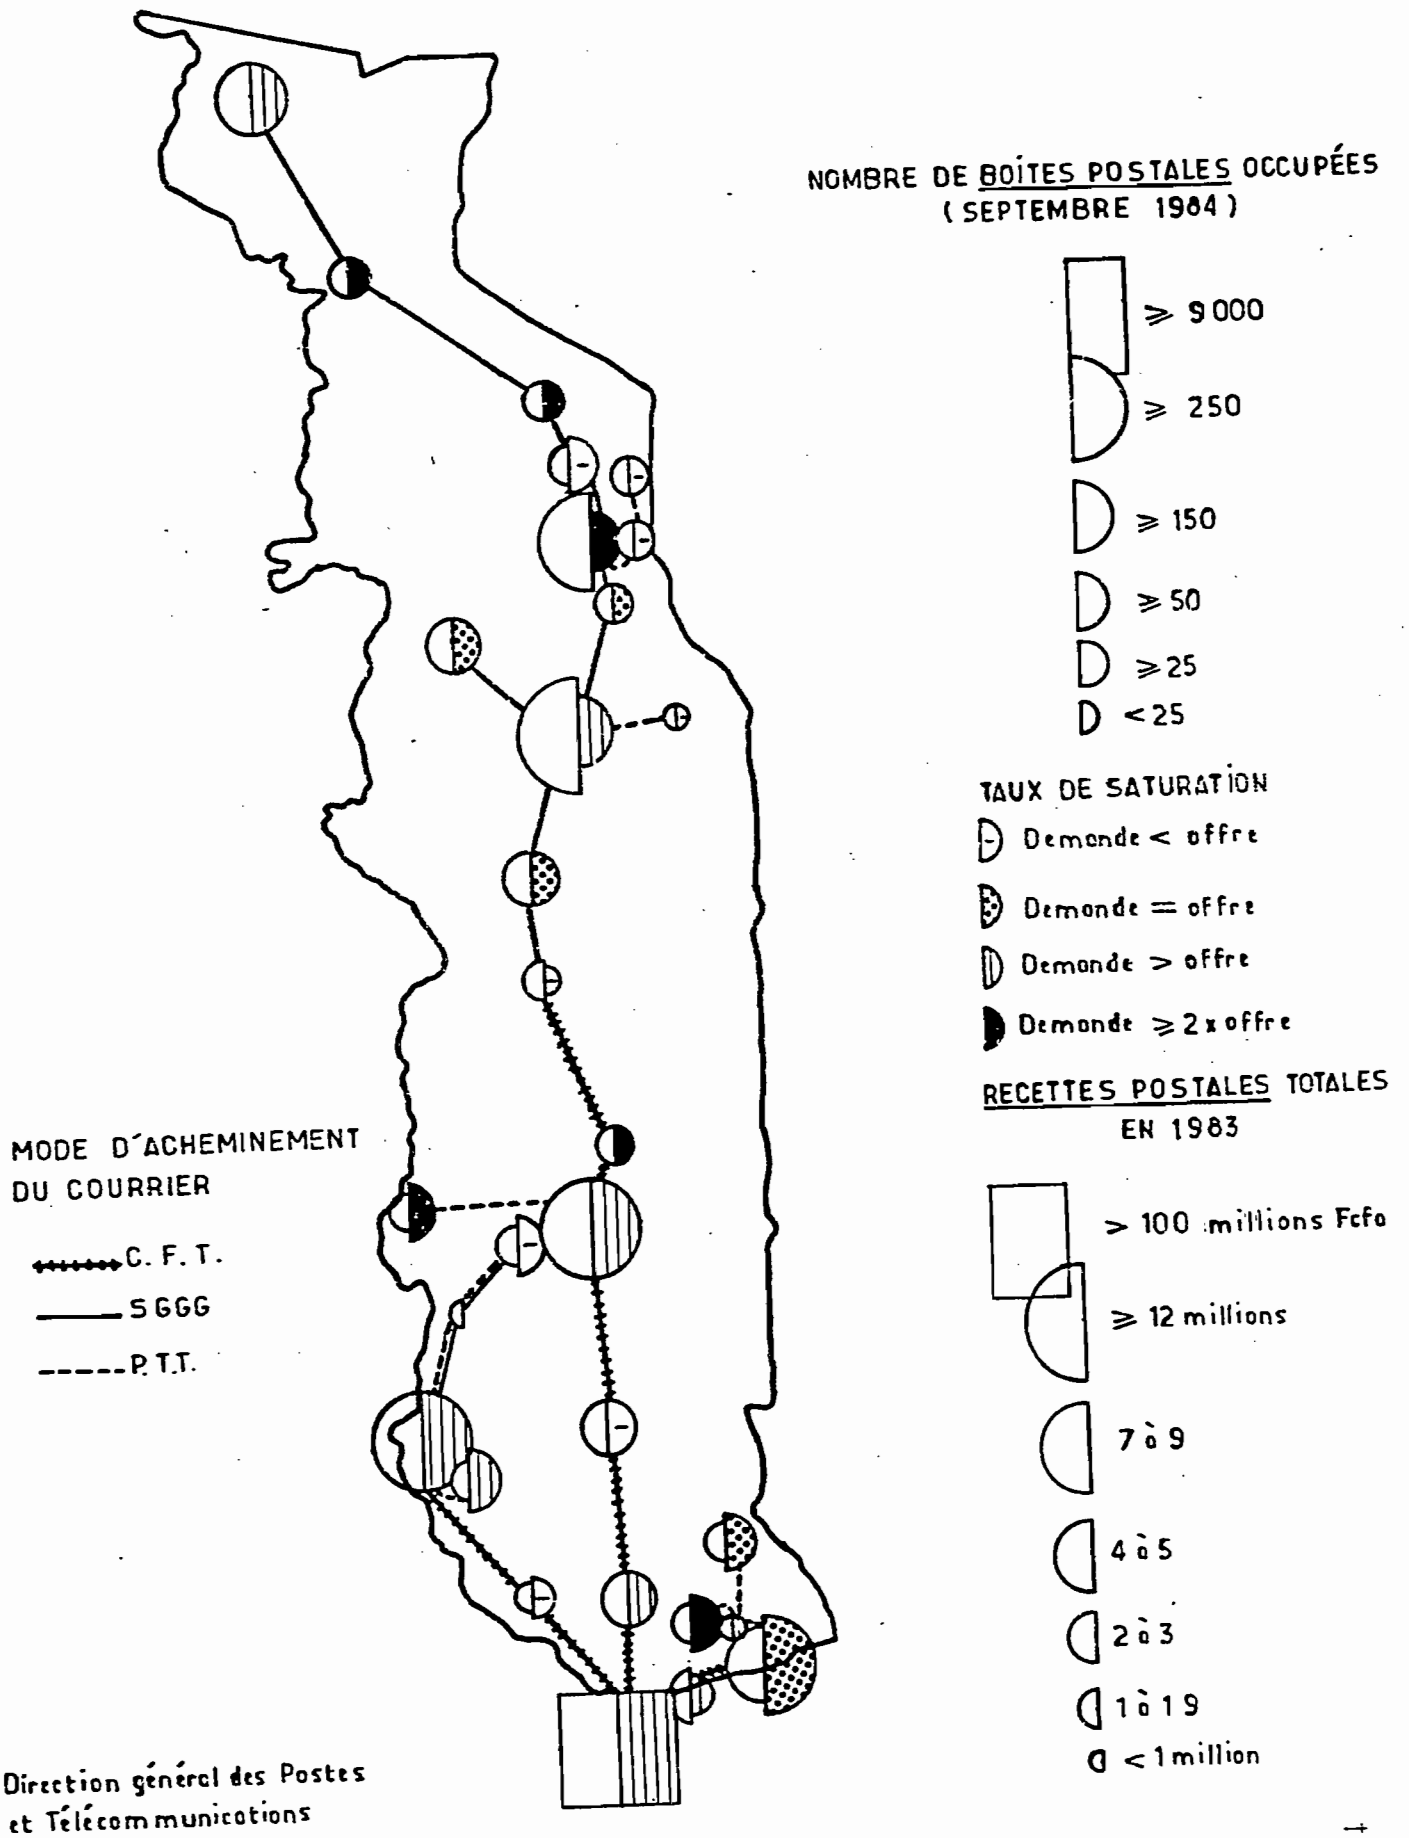 NOMBRE DE BOÎTES POSTALES OCCUPÉES
( SEPTEMBRE 1984 )
⩾ 9 000
⩾ 250
⩾ 150
⩾ 50
⩾ 25
< 25
TAUX DE SATURATION
Demande < offre
Demande = offre
Demande > offre
Demande ⩾ 2 x offre
RECETTES POSTALES TOTALES
EN 1983
> 100 millions Fcfa
⩾ 12 millions
7 à 9
4 à 5
2 à 3
1 à 1 9
< 1 million
MODE D'ACHEMINEMENT
DU COURRIER
C. F. T.
SGGG
P.T.T.
Direction général des Postes
et Télécommunications